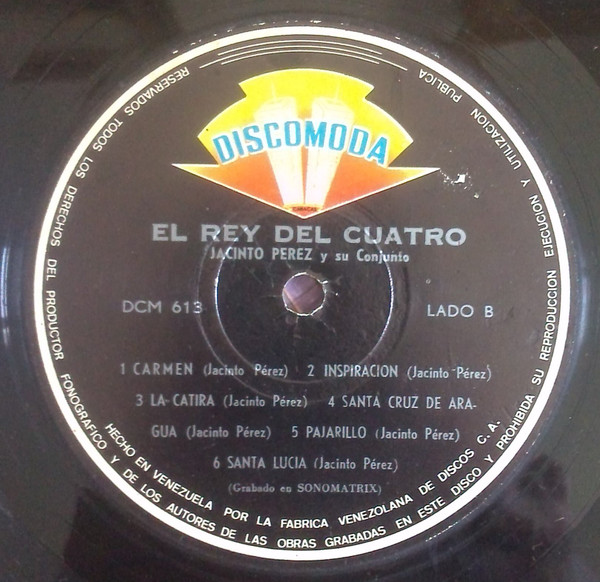 DISCOMODA
CARACAS
EL REY DEL CUATRO
JACINTO PEREZ y su Conjunto
DCM 613
LADO B
1 CARMEN (Jacinto Pérez) 2 INSPIRACION (Jacinto Pérez)
3 LA CATIRA (Jacinto Pérez) 4 SANTA CRUZ DE ARA-
GUA (Jacinto Pérez) 5 PAJARILLO (Jacinto Pérez)
6 SANTA LUCIA (Jacinto Pérez)
(Grabado en SONOMATRIX)
RESERVADOS TODOS LOS DERECHOS DEL PRODUCTOR FONOGRAFICO Y DE LOS AUTORES DE LAS OBRAS GRABADAS EN ESTE DISCO Y PROHIBIDA SU REPRODUCCION EJECUCION Y UTILIZACION PUBLICA
HECHO EN VENEZUELA POR LA FABRICA VENEZOLANA DE DISCOS C. A.